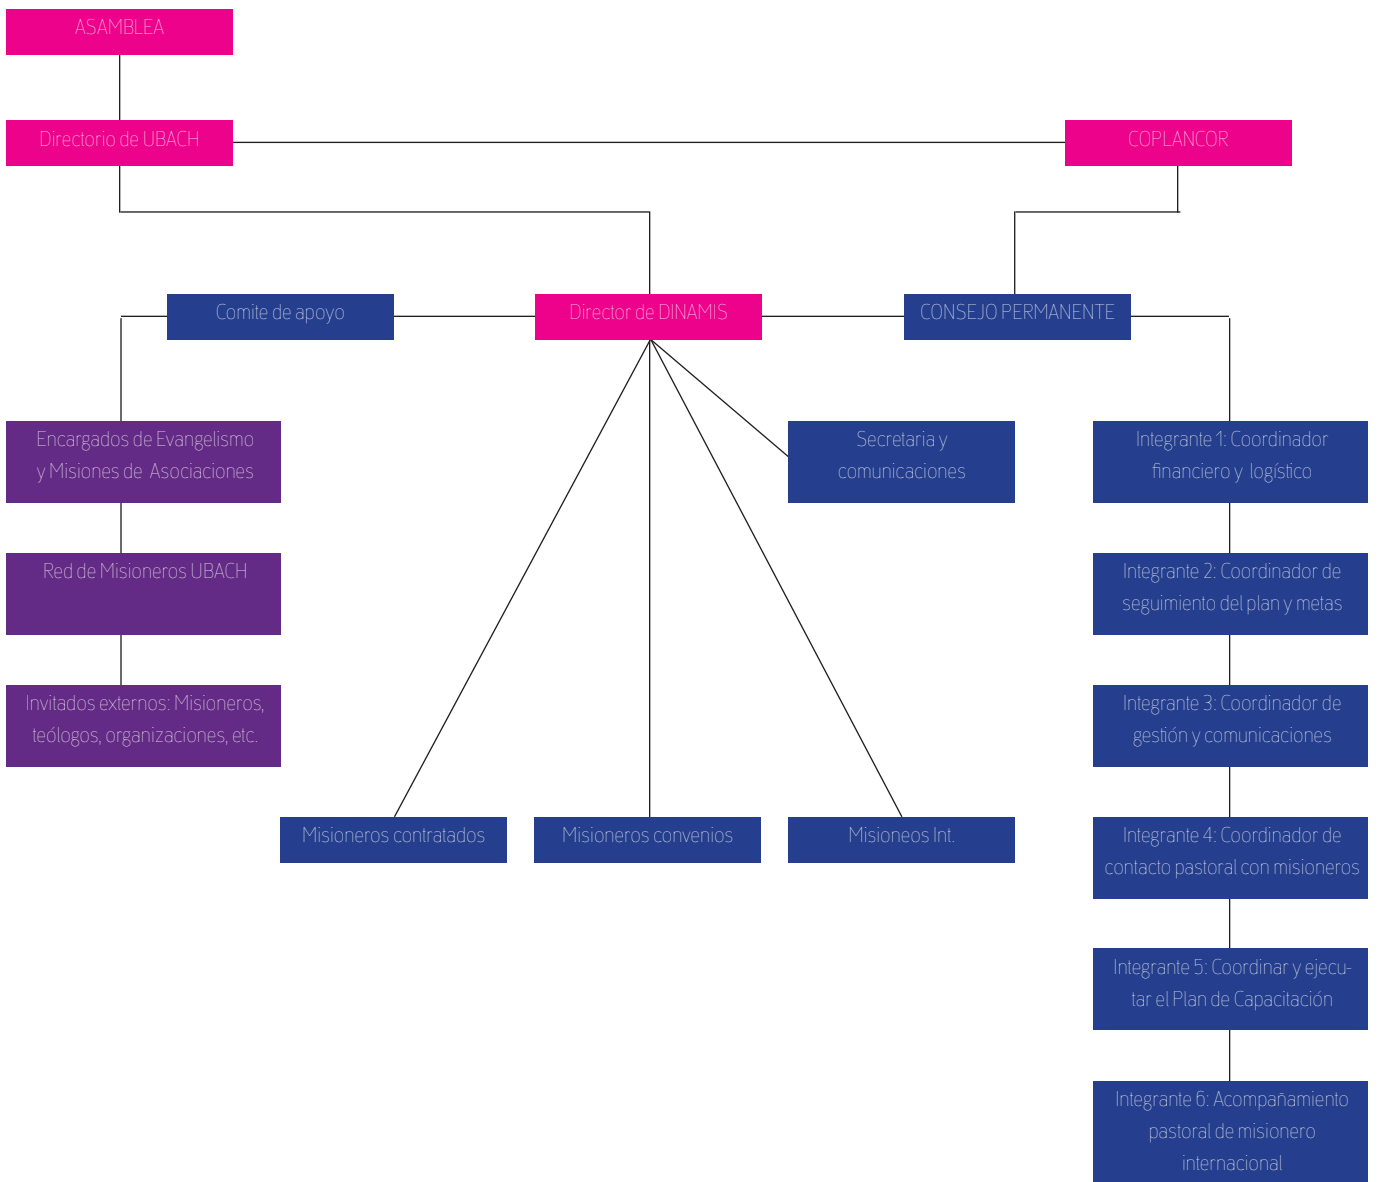 ASAMBLEA
Directorio de UBACH
COPLANCOR
Comite de apoyo
Director de DINAMIS
CONSEJO PERMANENTE
Encargados de Evangelismo
y Misiones de Asociaciones
Secretaria y
comunicaciones
Integrante 1: Coordinador
financiero y logístico
Red de Misioneros UBACH
Integrante 2: Coordinador de
seguimiento del plan y metas
Invitados externos: Misioneros,
teólogos, organizaciones, etc.
Integrante 3: Coordinador de
gestión y comunicaciones
Misioneros contratados
Misioneros convenios
Misioneos Int.
Integrante 4: Coordinador de
contacto pastoral con misioneros
Integrante 5: Coordinar y ejecu-
tar el Plan de Capacitación
Integrante 6: Acompañamiento
pastoral de misionero
internacional